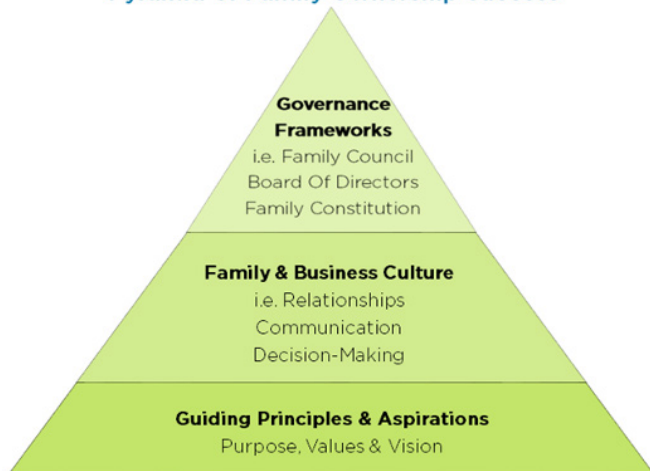 Governance
Frameworks
i.e. Family Council
Board Of Directors
Family Constitution
Family & Business Culture
i.e. Relationships
Communication
Decision-Making
Guiding Principles & Aspirations
Purpose, Values & Vision